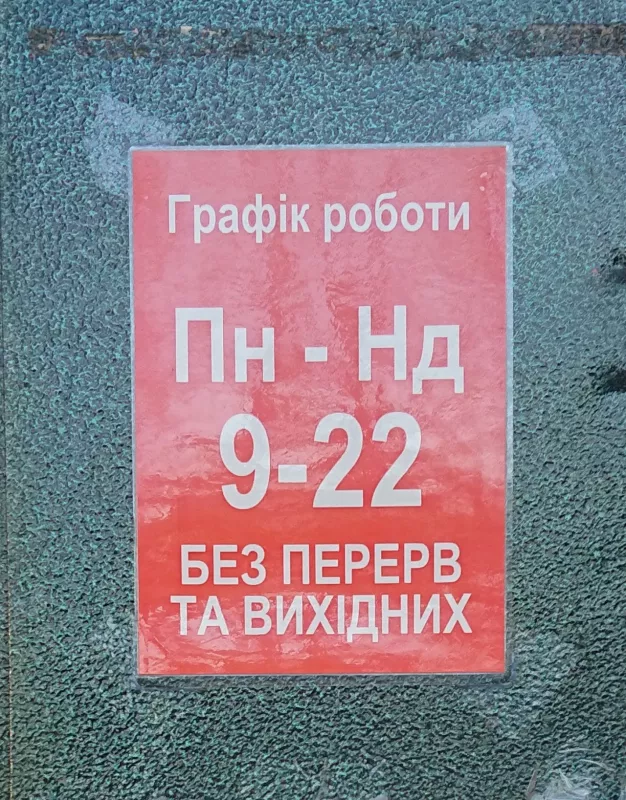 Графік роботи
Пн - Нд
9-22
БЕЗ ПЕРЕРВ
ТА ВИХІДНИХ